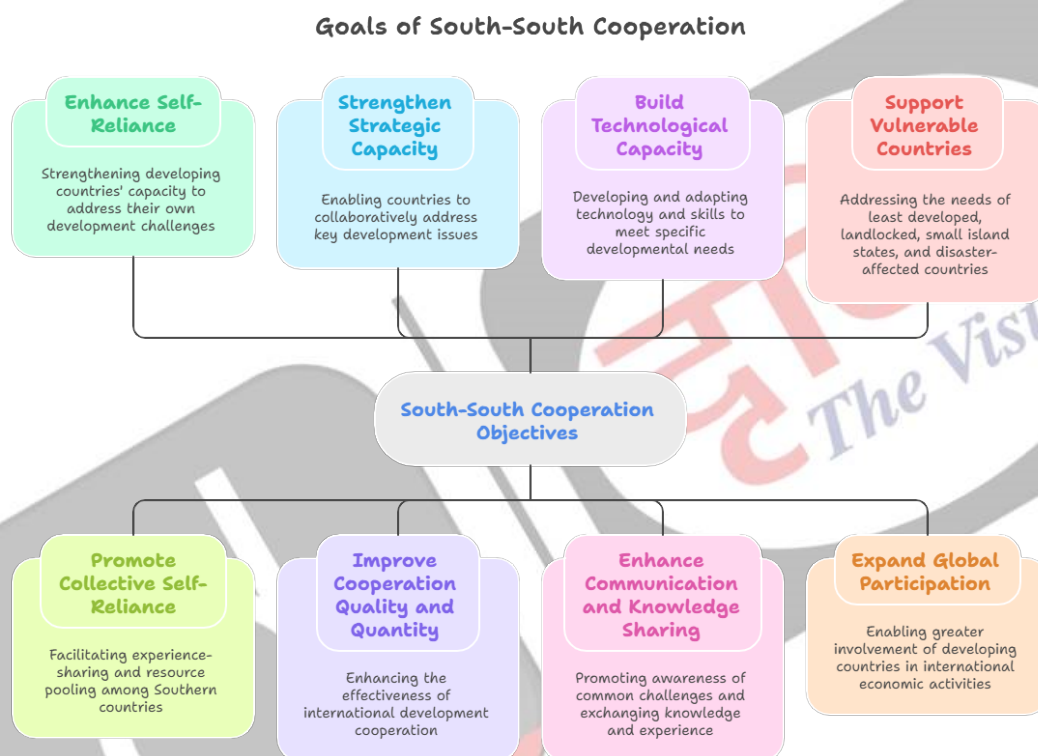 Goals of South-South Cooperation
Enhance Self-
Reliance
Strengthening developing
countries' capacity to
address their own
development challenges
Strengthen
Strategic
Capacity
Enabling countries to
collaboratively address
key development issues
Build
Technological
Capacity
Developing and adapting
technology and skills to
meet specific
developmental needs
Support
Vulnerable
Countries
Addressing the needs of
least developed,
landlocked, small island
states, and disaster-
affected countries
South-South Cooperation
Objectives
Promote
Collective Self-
Reliance
Facilitating experience-
sharing and resource
pooling among Southern
countries
Improve
Cooperation
Quality and
Quantity
Enhancing the
effectiveness of
international development
cooperation
Enhance
Communication
and Knowledge
Sharing
Promoting awareness of
common challenges and
exchanging knowledge
and experience
Expand Global
Participation
Enabling greater
involvement of developing
countries in international
economic activities
The